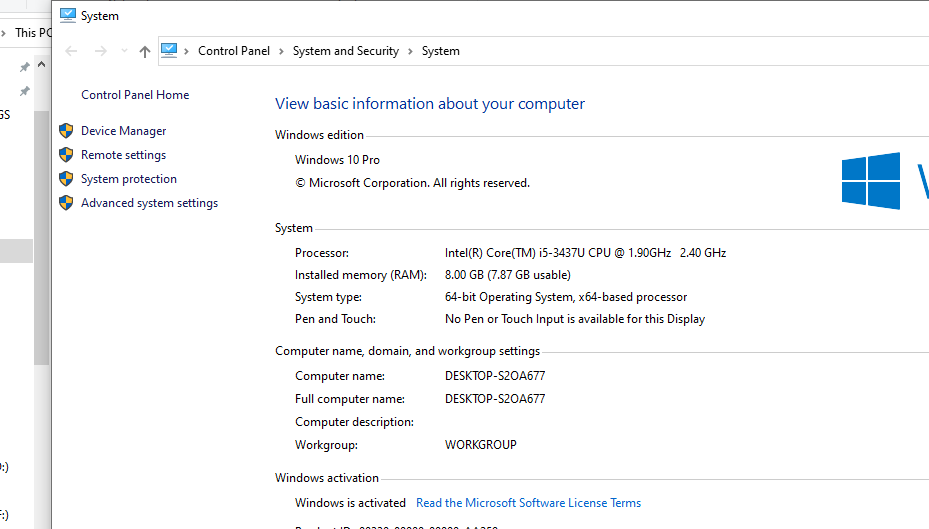 System
This PC
Control Panel > System and Security > System
GS
Control Panel Home
Device Manager
Remote settings
System protection
Advanced system settings
View basic information about your computer
Windows edition
Windows 10 Pro
© Microsoft Corporation. All rights reserved.
System
Processor: Intel(R) Core(TM) i5-3437U CPU @ 1.90GHz 2.40 GHz
Installed memory (RAM): 8.00 GB (7.87 GB usable)
System type: 64-bit Operating System, x64-based processor
Pen and Touch: No Pen or Touch Input is available for this Display
Computer name, domain, and workgroup settings
Computer name: DESKTOP-S2OA677
Full computer name: DESKTOP-S2OA677
Computer description:
Workgroup: WORKGROUP
:)
Windows activation
Windows is activated Read the Microsoft Software License Terms
:)